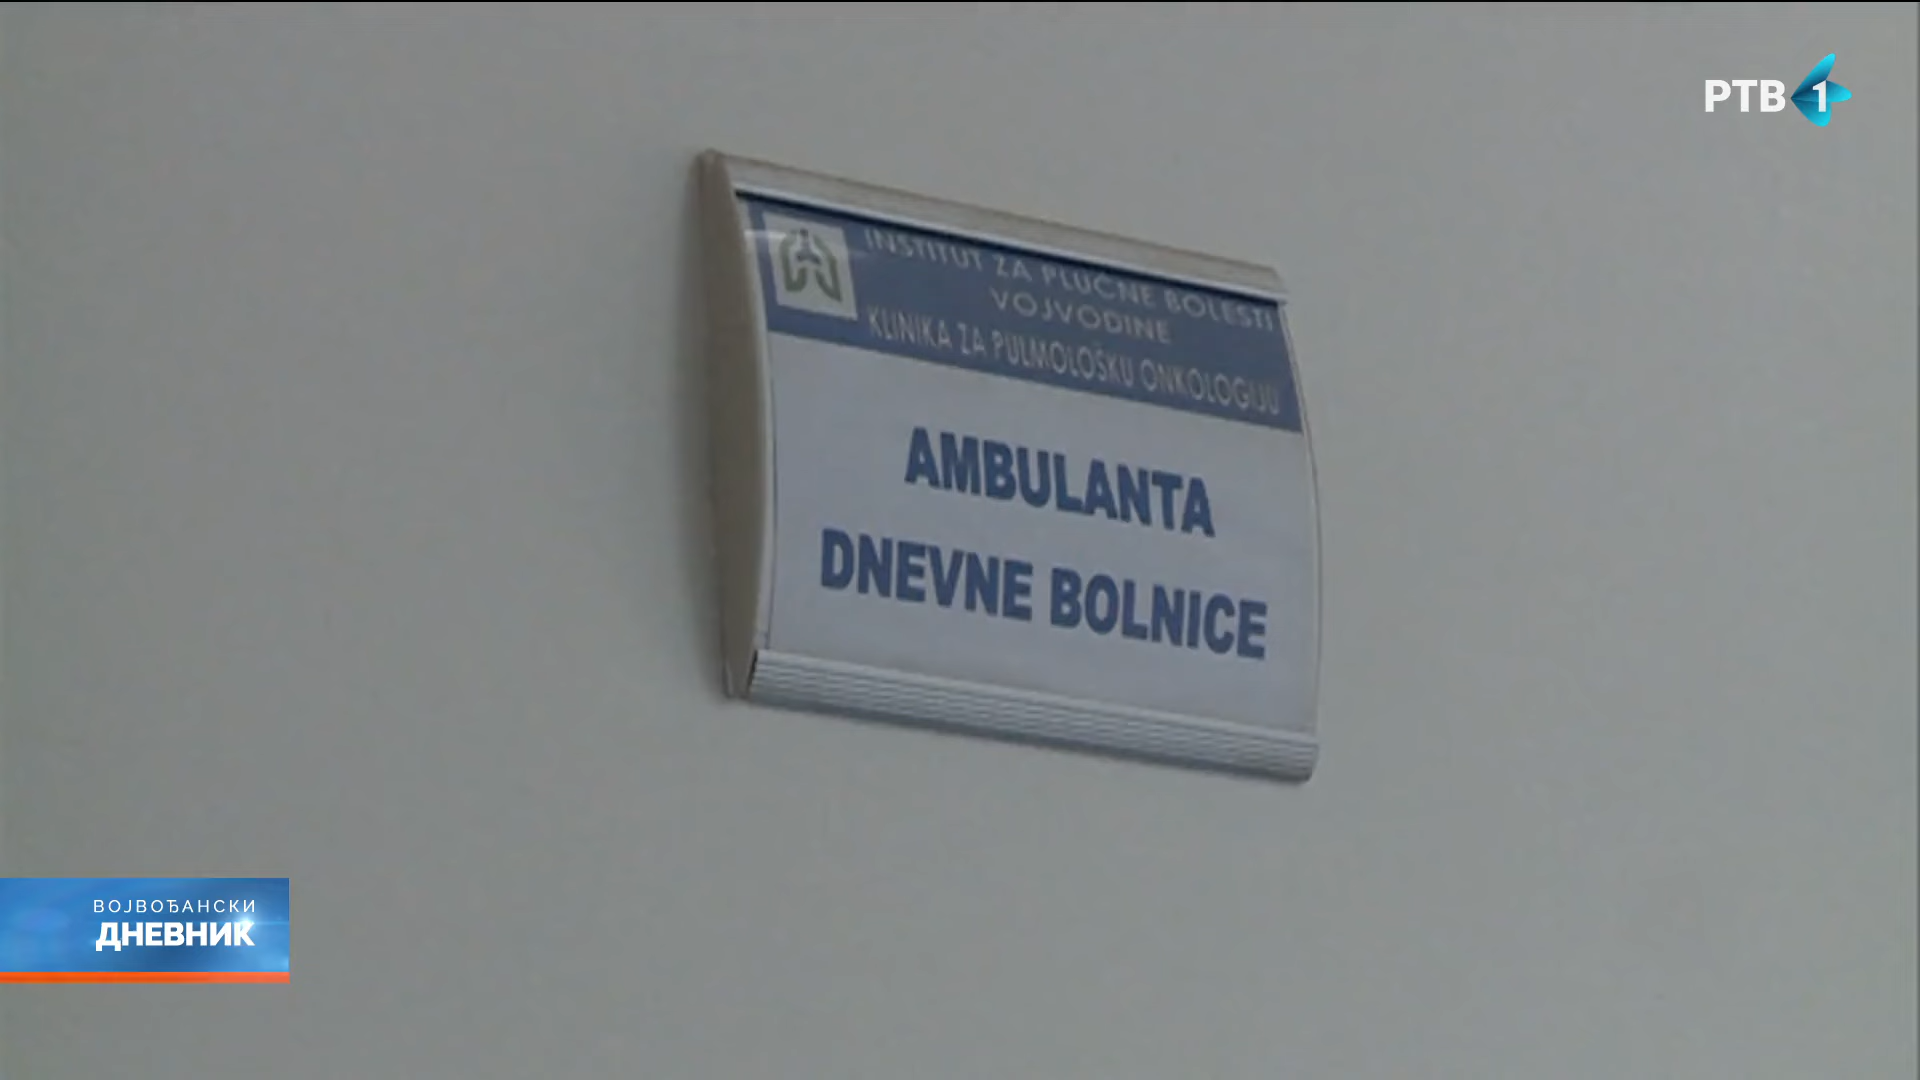 РТВ 1
INSTITUT ZA PLUĆNE BOLESTI
VOJVODINE
KLINIKA ZA PULMOLOŠKU ONKOLOGIJU
AMBULANTA
DNEVNE BOLNICE
ВОЈВОЂАНСКИ
ДНЕВНИК